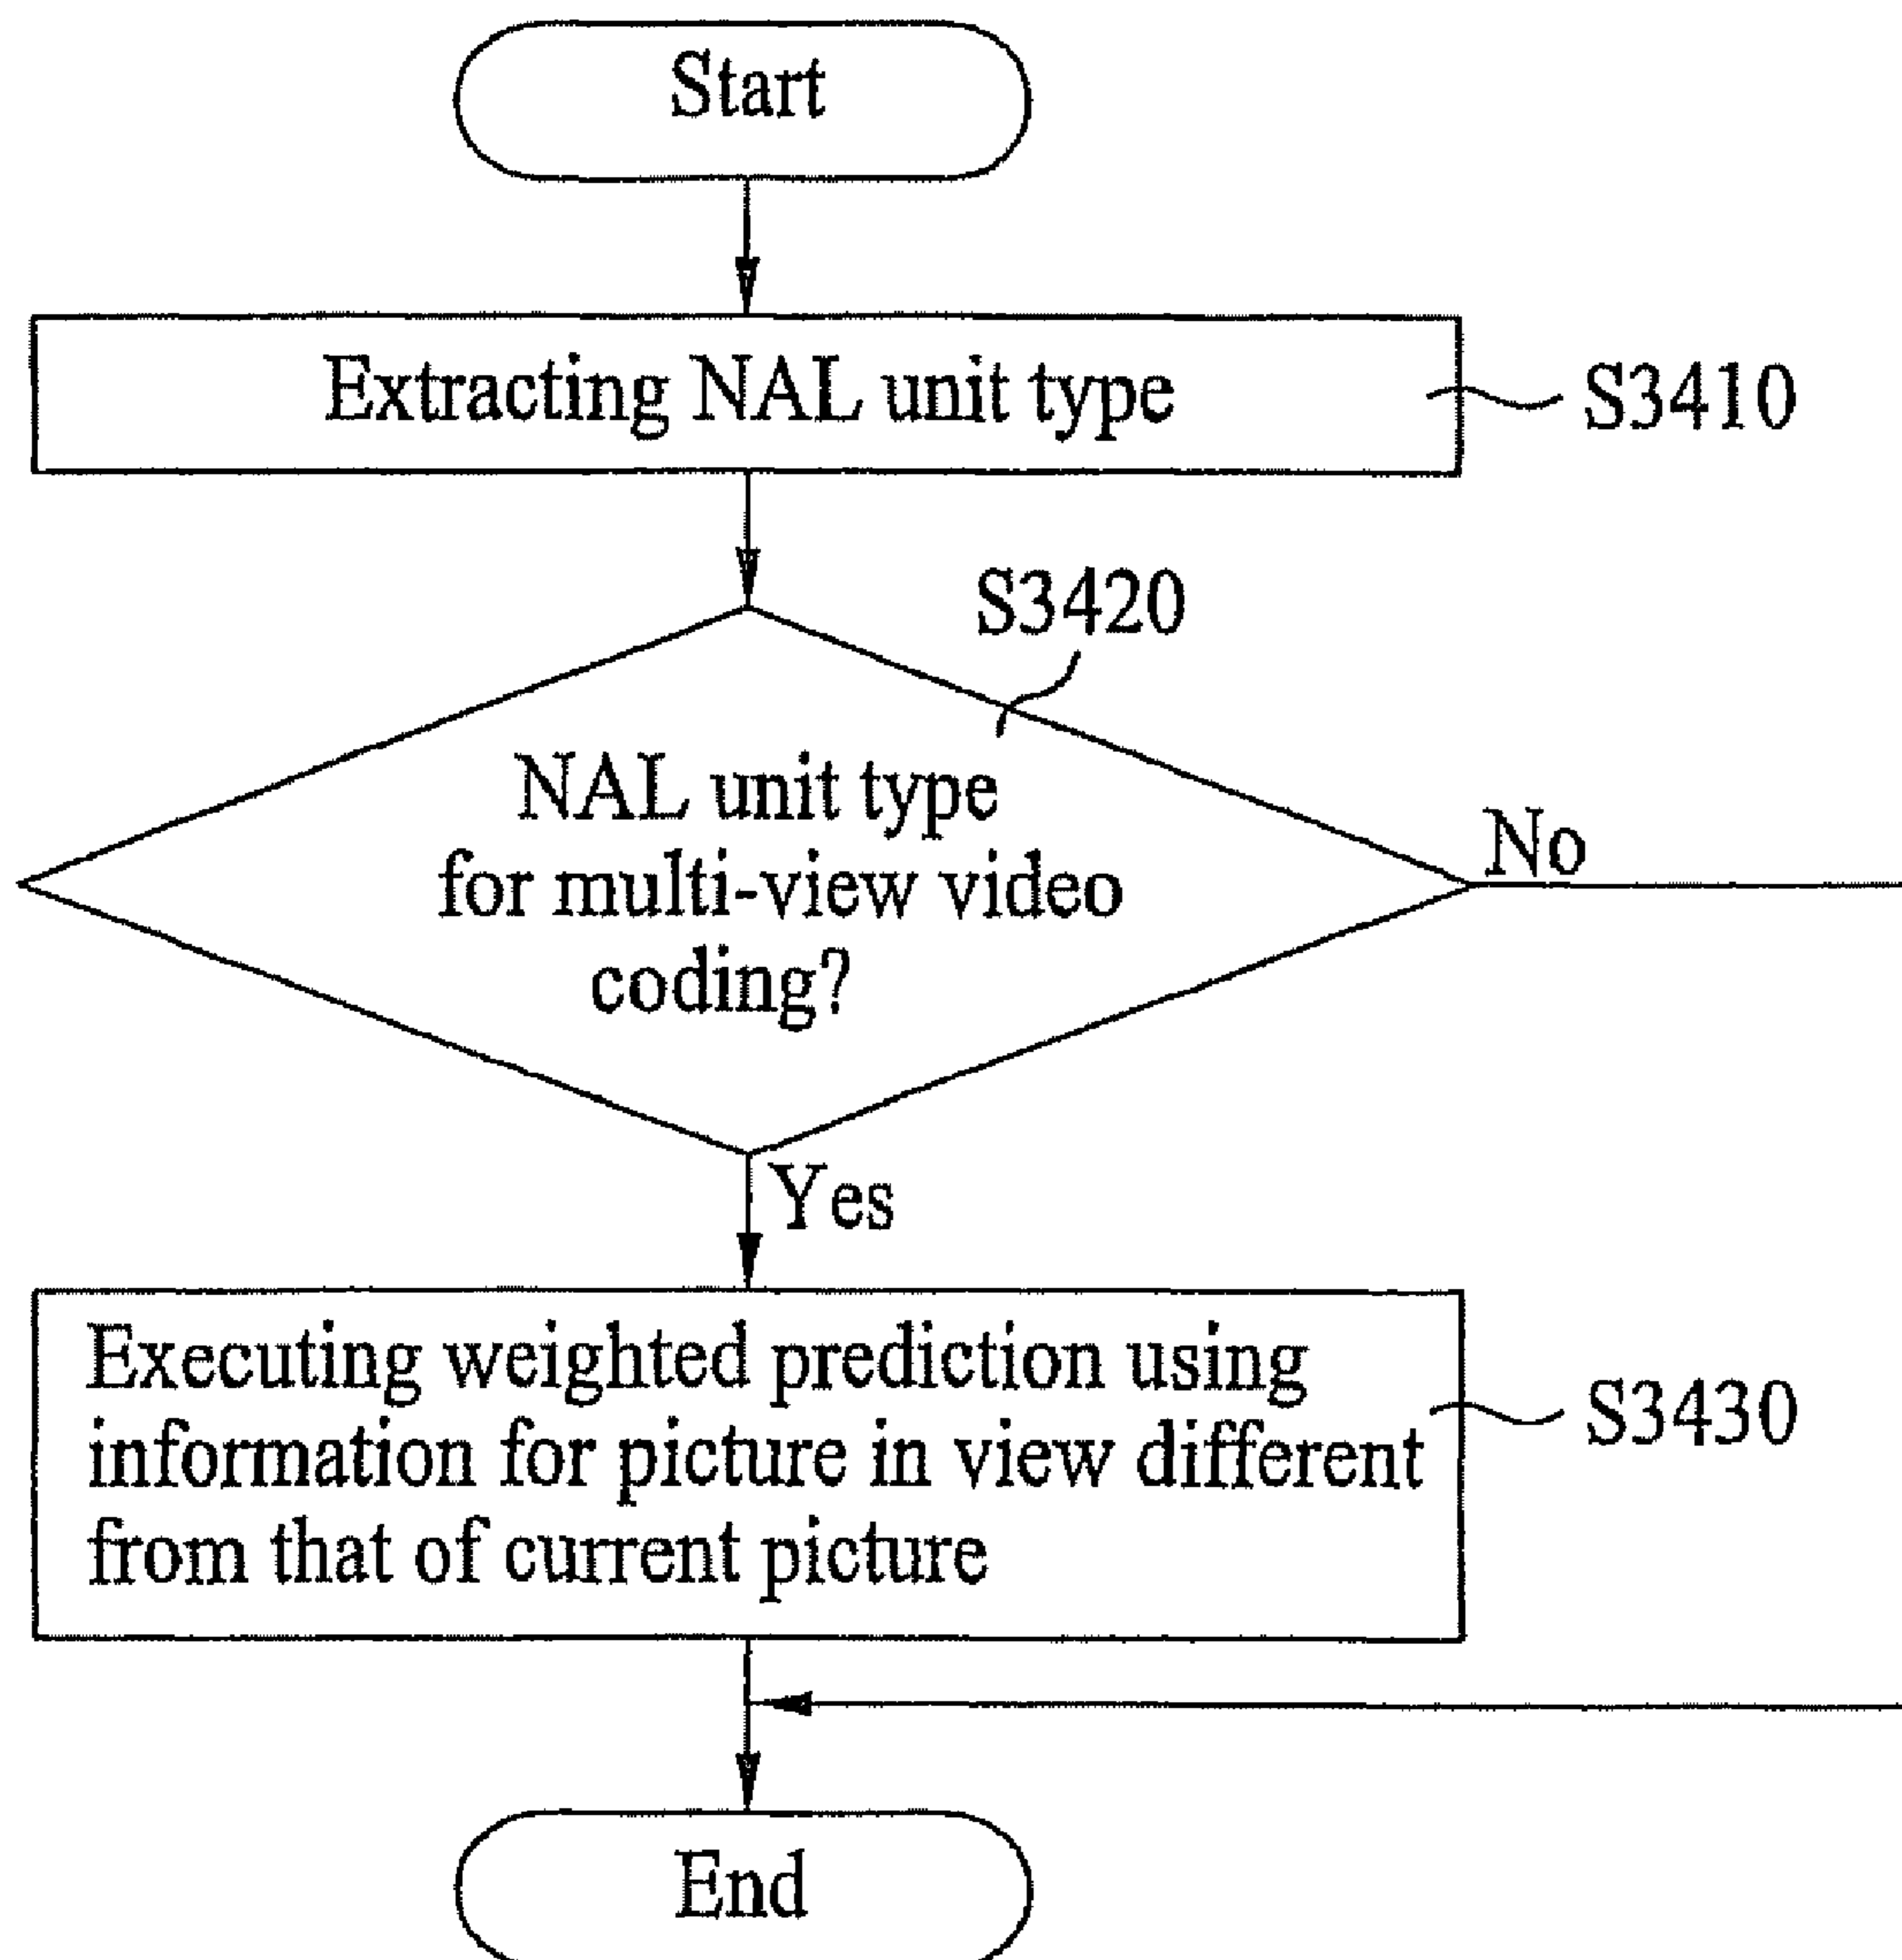 Start
Extracting NAL unit type
S3410
S3420
NAL unit type
for multi-view video
coding?
No
Yes
Executing weighted prediction using
information for picture in view different
from that of current picture
S3430
End